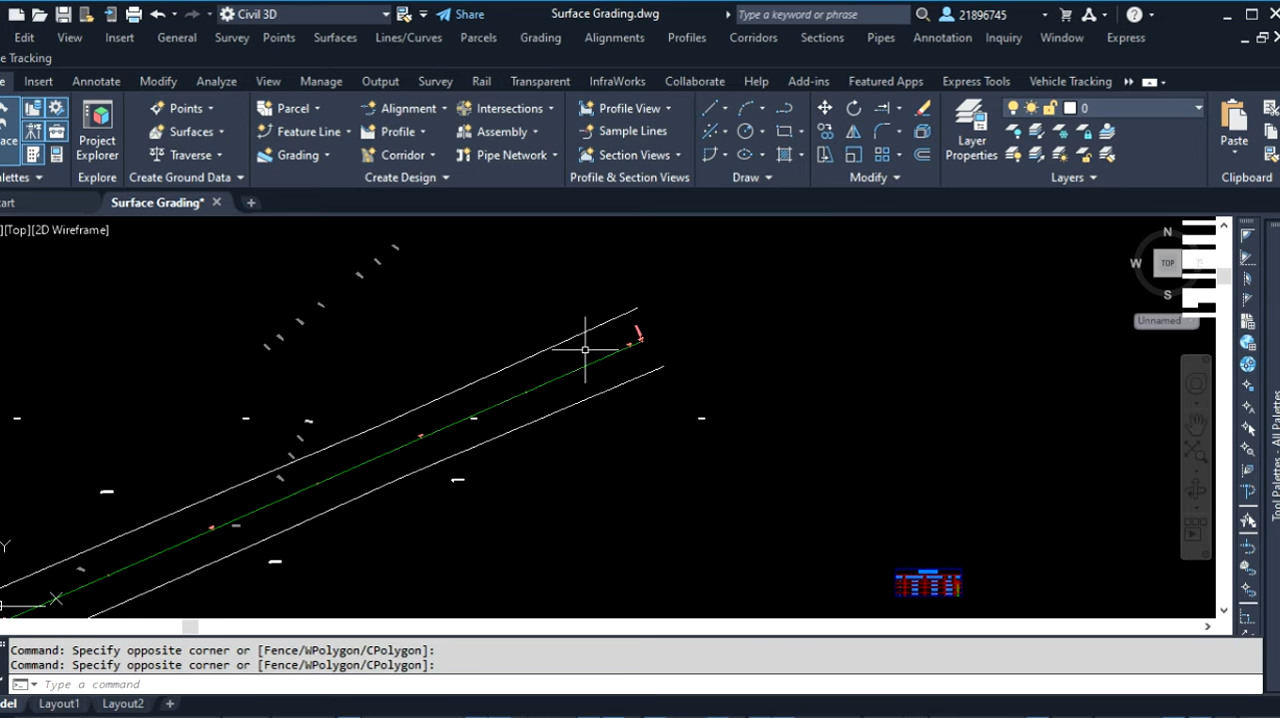 Civil 3D Share Surface Grading.dwg Type a keyword or phrase 21896745
Edit View Insert General Survey Points Surfaces Lines/Curves Parcels Grading Alignments Profiles Corridors Sections Pipes Annotation Inquiry Window Express
e Tracking
e Insert Annotate Modify Analyze View Manage Output Survey Rail Transparent InfraWorks Collaborate Help Add-ins Featured Apps Express Tools Vehicle Tracking
Points Parcel Alignment Intersections Profile View 0
Surfaces Feature Line Profile Assembly Sample Lines
ace Project Explorer Traverse Grading Corridor Pipe Network Section Views Layer Properties Paste
alettes Explore Create Ground Data Create Design Profile & Section Views Draw Modify Layers Clipboard
tart Surface Grading* +
][Top][2D Wireframe]
N
W TOP
S
Unnamed
Y
Tool Palettes - All Palettes
Command: Specify opposite corner or [Fence/WPolygon/CPolygon]:
Command: Specify opposite corner or [Fence/WPolygon/CPolygon]:
Type a command
del Layout1 Layout2 +